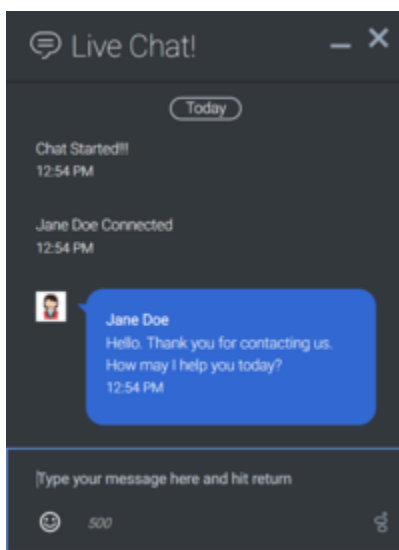 Live Chat!
Today
Chat Started!!!
12:54 PM
Jane Doe Connected
12:54 PM
Jane Doe
Hello. Thank you for contacting us.
How may I help you today?
12:54 PM
Type your message here and hit return
500